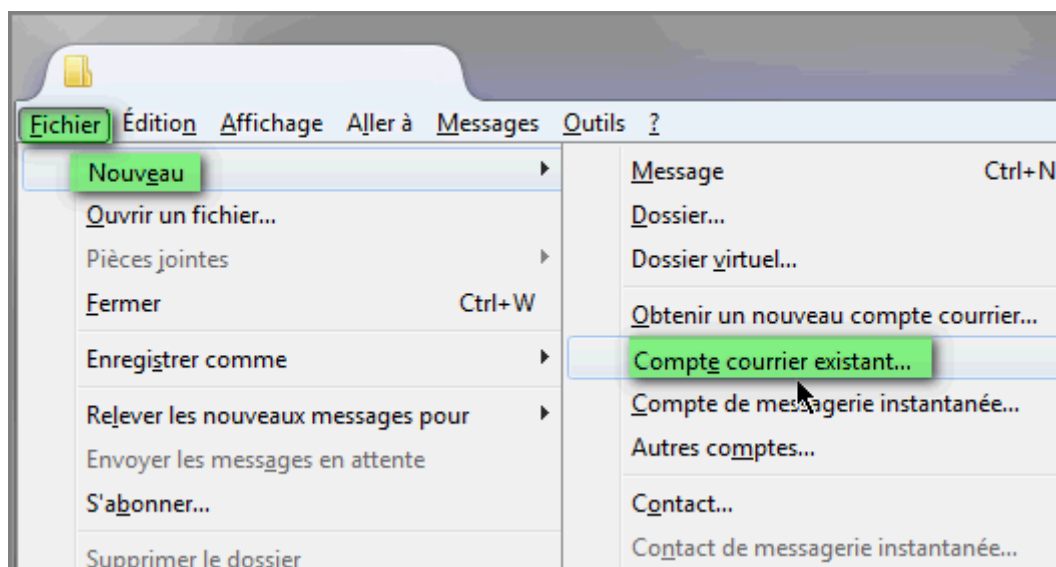 Fichier Édition Affichage Aller à Messages Outils ?
Nouveau
Ouvrir un fichier...
Pièces jointes
Fermer Ctrl+W
Enregistrer comme
Relever les nouveaux messages pour
Envoyer les messages en attente
S'abonner...
Supprimer le dossier
Message Ctrl+N
Dossier...
Dossier virtuel...
Obtenir un nouveau compte courrier...
Compte courrier existant...
Compte de messagerie instantanée...
Autres comptes...
Contact...
Contact de messagerie instantanée...